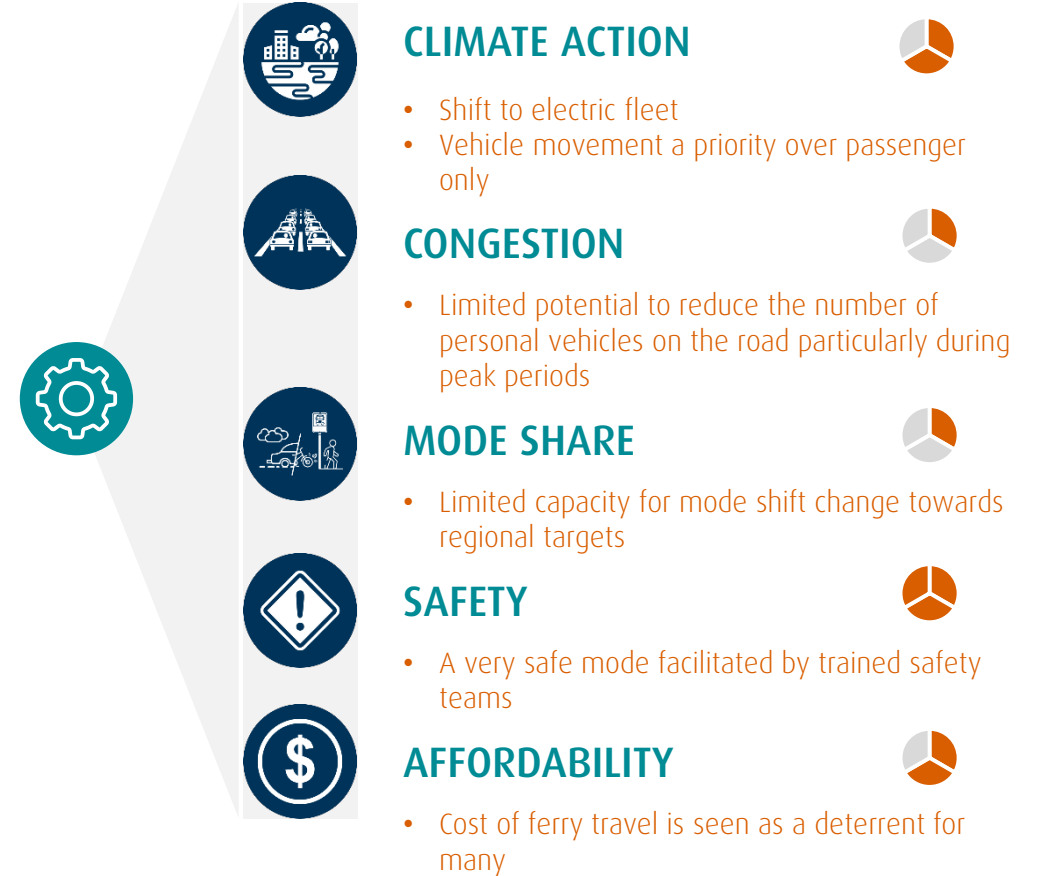 CLIMATE ACTION
• Shift to electric fleet
• Vehicle movement a priority over passenger
only
CONGESTION
• Limited potential to reduce the number of
personal vehicles on the road particularly during
peak periods
MODE SHARE
• Limited capacity for mode shift change towards
regional targets
SAFETY
• A very safe mode facilitated by trained safety
teams
$
AFFORDABILITY
• Cost of ferry travel is seen as a deterrent for
many